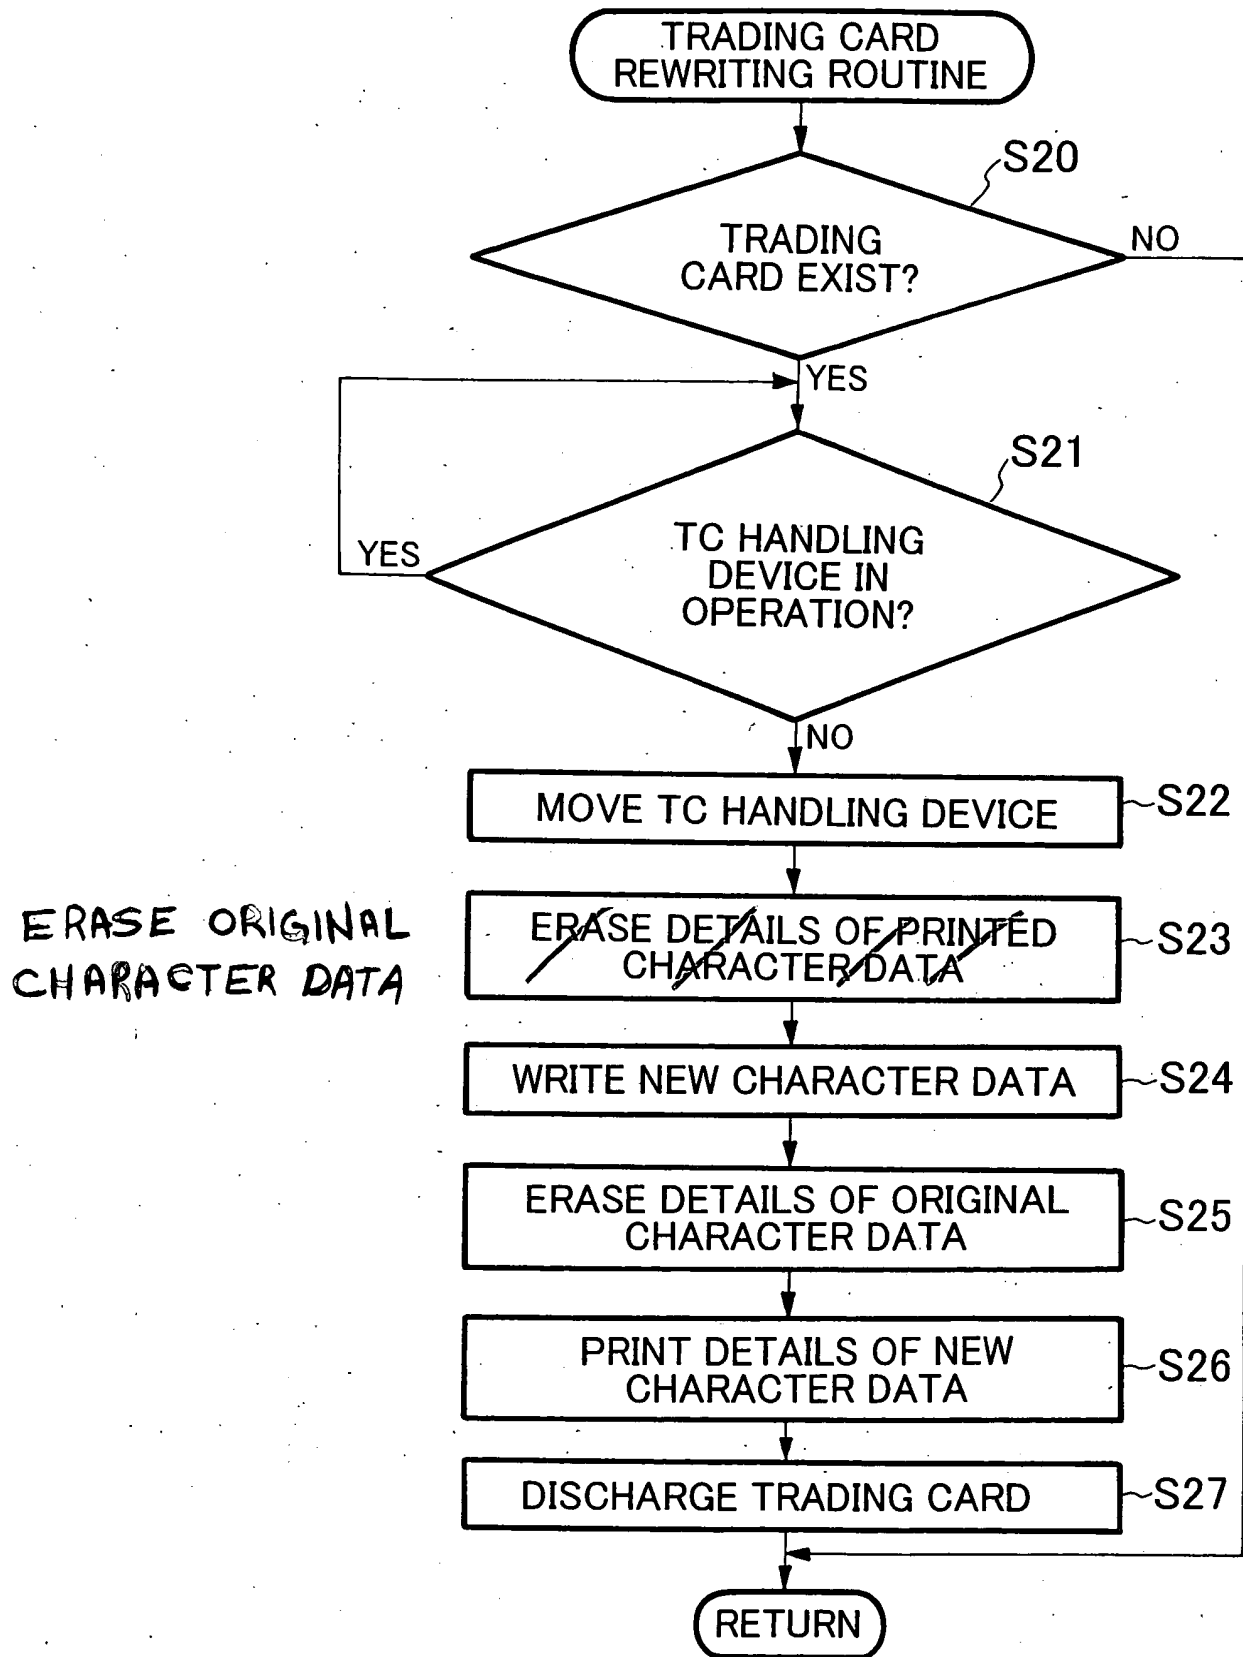 TRADING CARD
REWRITING ROUTINE
S20
TRADING
CARD EXIST?
NO
YES
S21
YES
TC HANDLING
DEVICE IN
OPERATION?
NO
MOVE TC HANDLING DEVICE
S22
ERASE ORIGINAL
CHARACTER DATA
ERASE DETAILS OF PRINTED
CHARACTER DATA
S23
WRITE NEW CHARACTER DATA
S24
ERASE DETAILS OF ORIGINAL
CHARACTER DATA
S25
PRINT DETAILS OF NEW
CHARACTER DATA
S26
DISCHARGE TRADING CARD
S27
RETURN